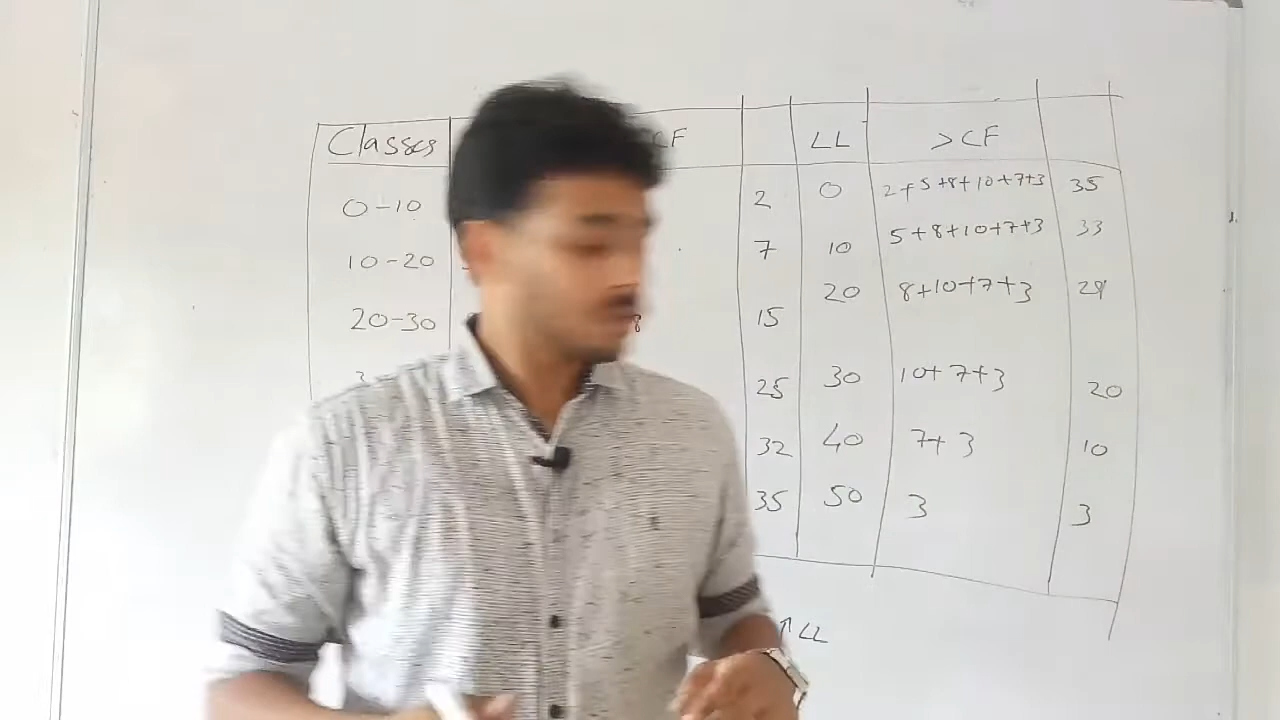 Classes CF LL >CF
0-10 2 0 2+5+8+10+7+3 35
10-20 7 10 5+8+10+7+3 33
20-30 8 15 20 8+10+7+3 28
3 25 30 10+7+3 20
32 40 7+3 10
35 50 3 3
↑ LL